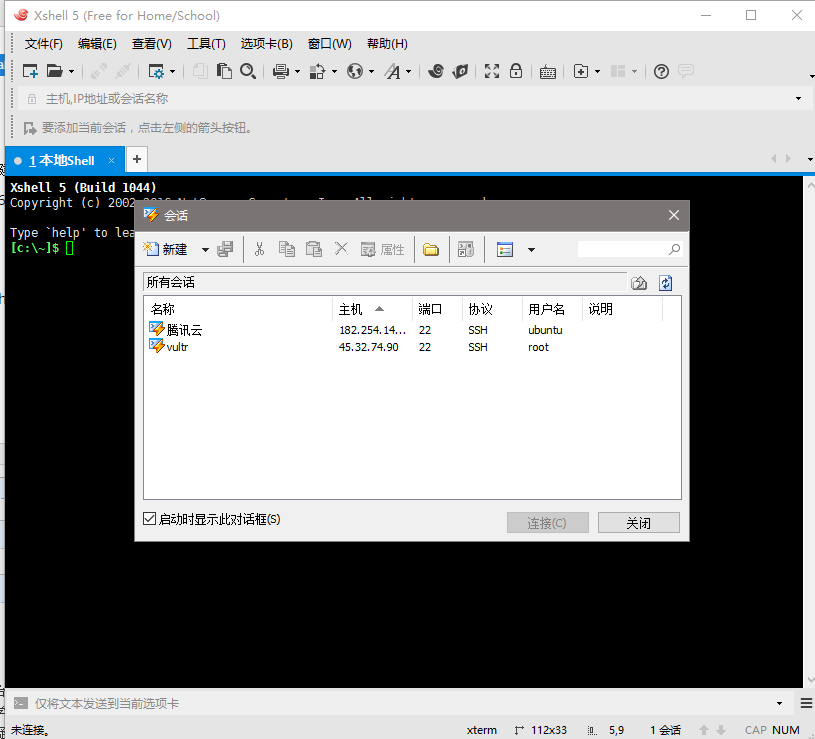 Xshell 5 (Free for Home/School)
文件(F) 编辑(E) 查看(V) 工具(T) 选项卡(B) 窗口(W) 帮助(H)
主机,IP地址或会话名称
要添加当前会话，点击左侧的箭头按钮。
1 本地Shell × +
Xshell 5 (Build 1044)
Copyright (c) 2002
Type `help' to lea
[c:\~]$
会话
新建 属性
所有会话
名称 主机 端口 协议 用户名 说明
腾讯云 182.254.14... 22 SSH ubuntu
vultr 45.32.74.90 22 SSH root
启动时显示此对话框(S)
连接(C) 关闭
仅将文本发送到当前选项卡
未连接。 xterm 112x33 5,9 1 会话 CAP NUM